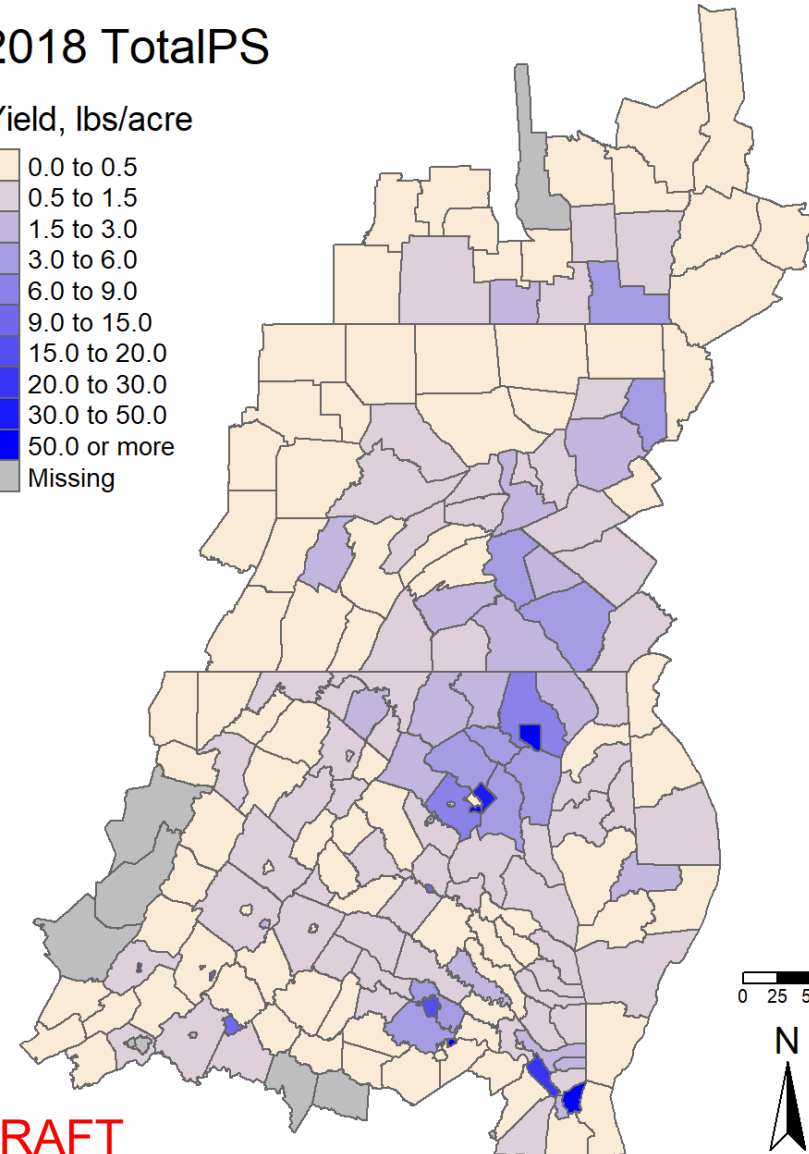 2018 TotalPS
Yield, lbs/acre
0.0 to 0.5
0.5 to 1.5
1.5 to 3.0
3.0 to 6.0
6.0 to 9.0
9.0 to 15.0
15.0 to 20.0
20.0 to 30.0
30.0 to 50.0
50.0 or more
Missing
0 25 5
N
RAFT